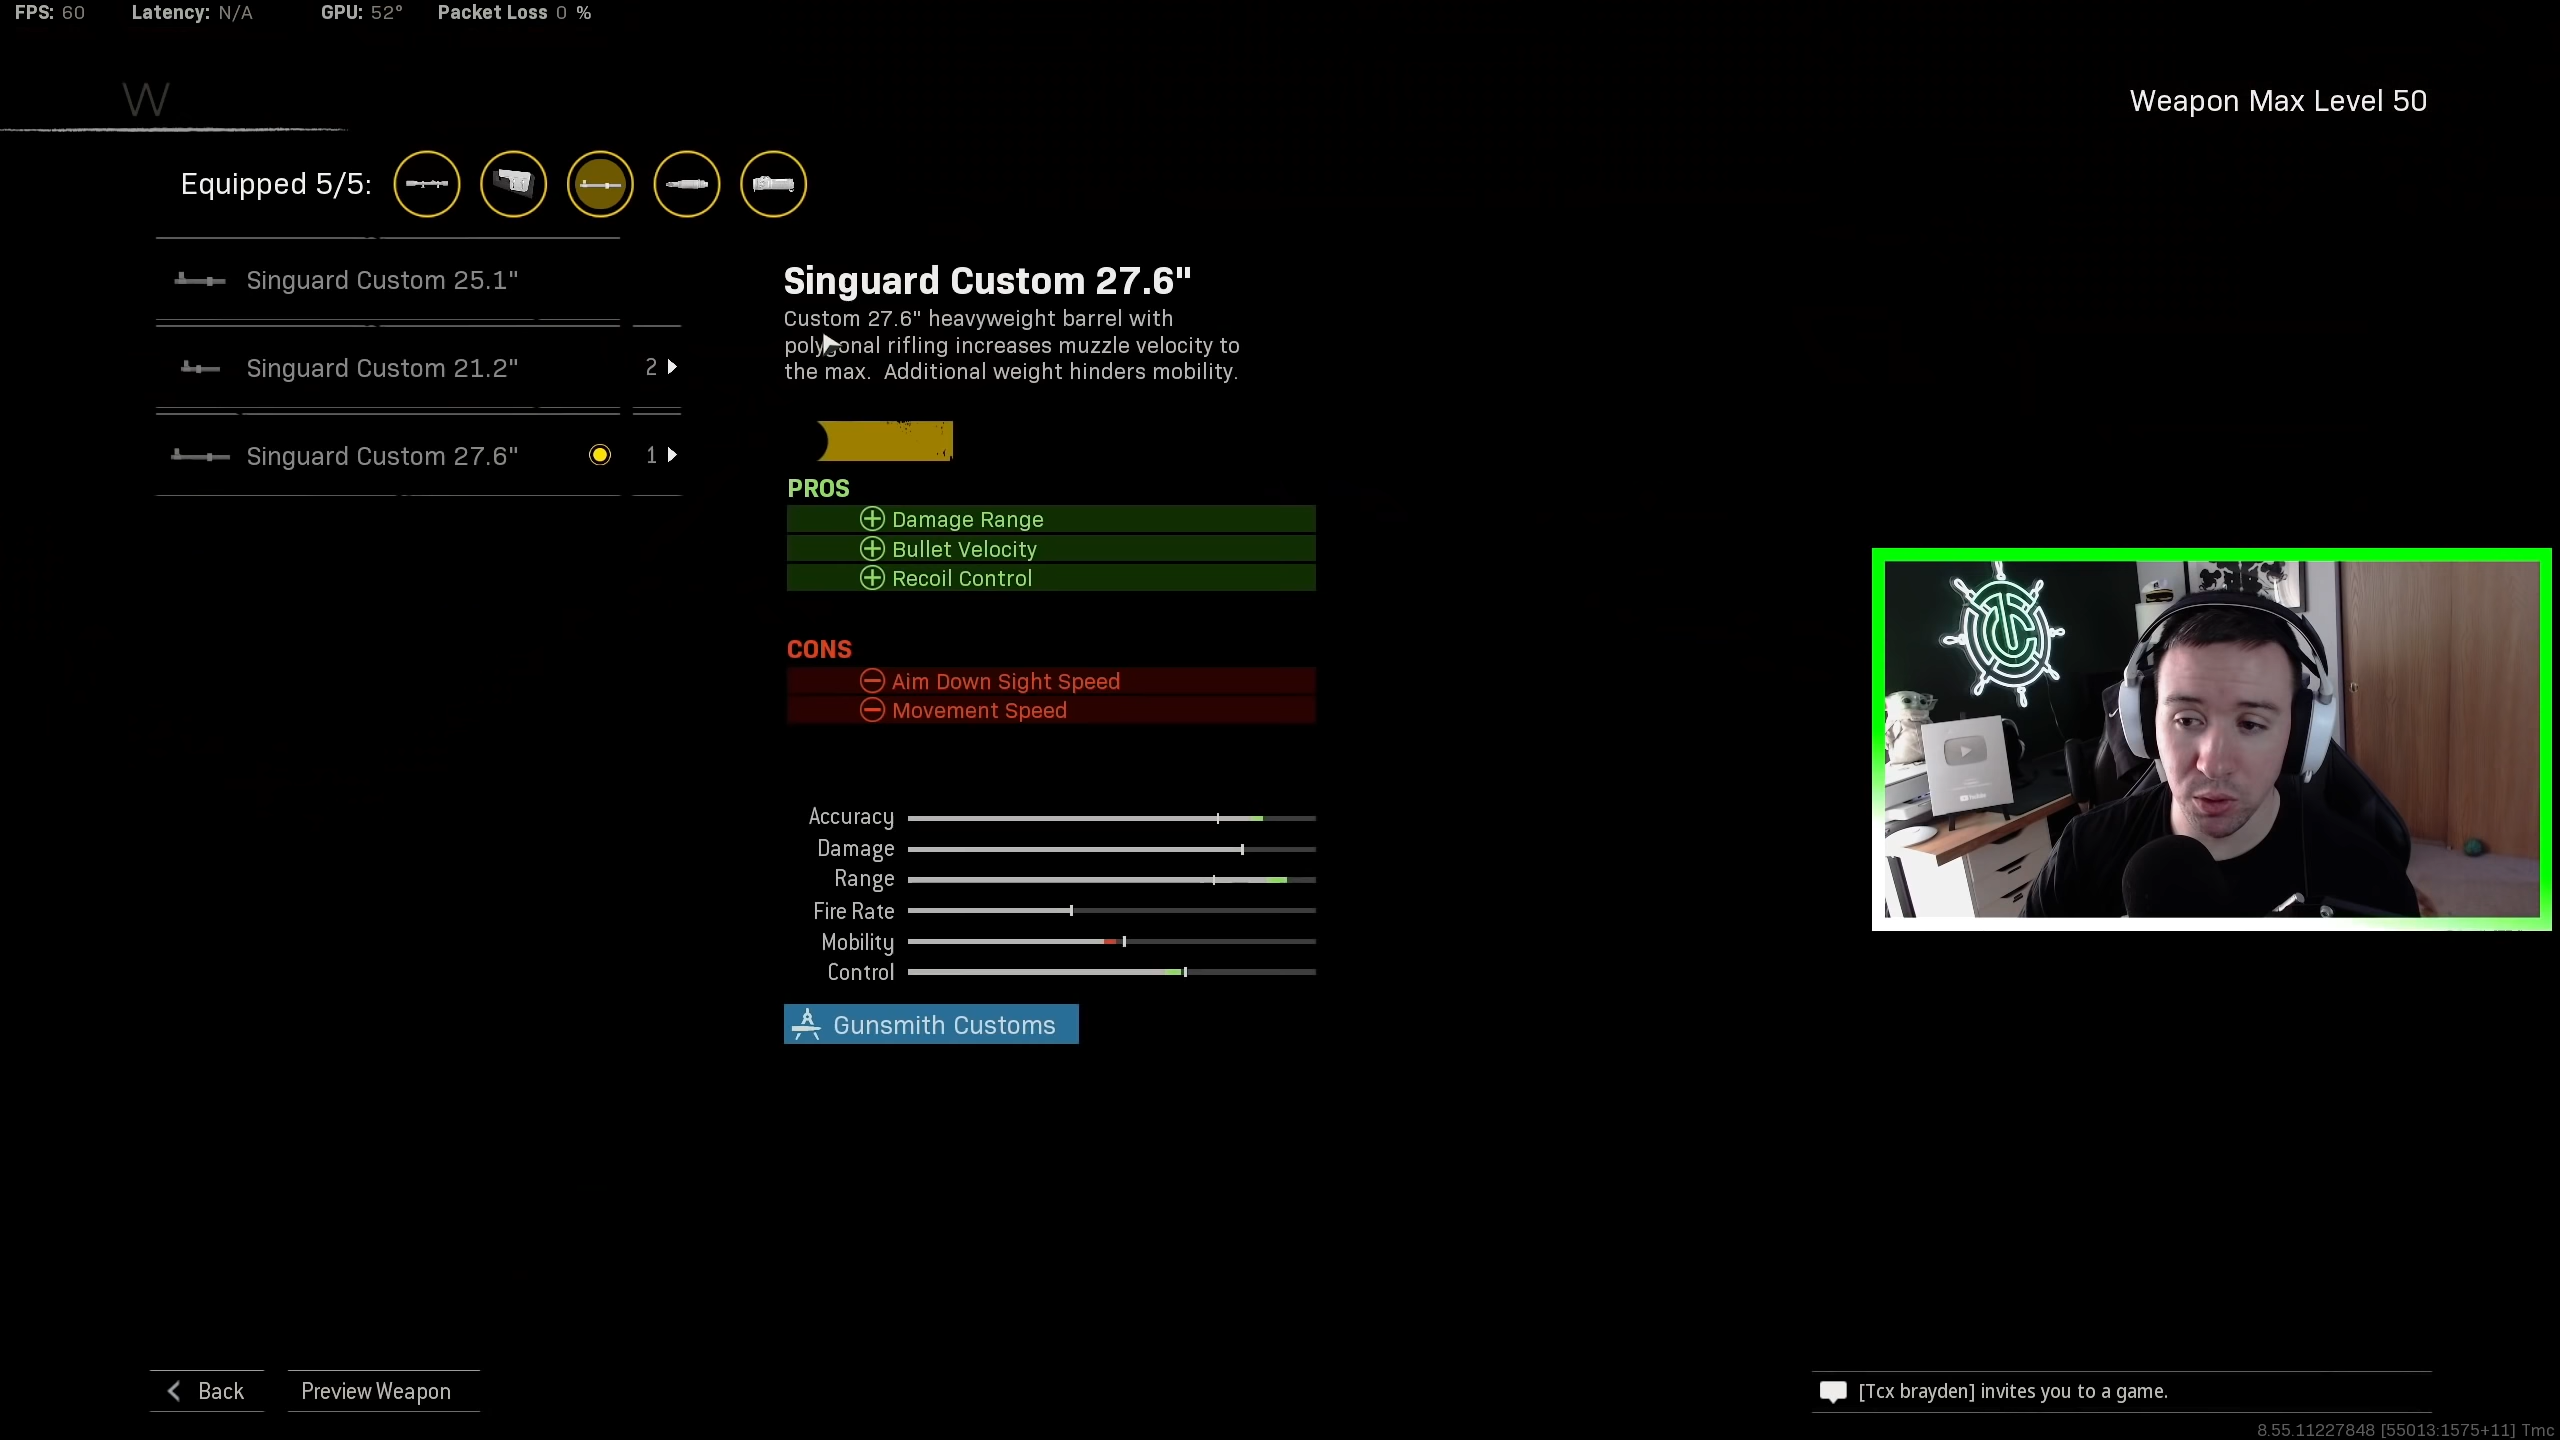 FPS: 60 Latency: N/A GPU: 52° Packet Loss 0 %
W
Weapon Max Level 50
Equipped 5/5:
Singuard Custom 25.1"
Singuard Custom 21.2" 2
Singuard Custom 27.6" 1
Singuard Custom 27.6"
Custom 27.6" heavyweight barrel with
polygonal rifling increases muzzle velocity to
the max. Additional weight hinders mobility.
PROS
Damage Range
Bullet Velocity
Recoil Control
CONS
Aim Down Sight Speed
Movement Speed
Accuracy
Damage
Range
Fire Rate
Mobility
Control
Gunsmith Customs
Back
Preview Weapon
[Tcx brayden] invites you to a game.
8.55.11227848 [55013:1575+11] Tmc